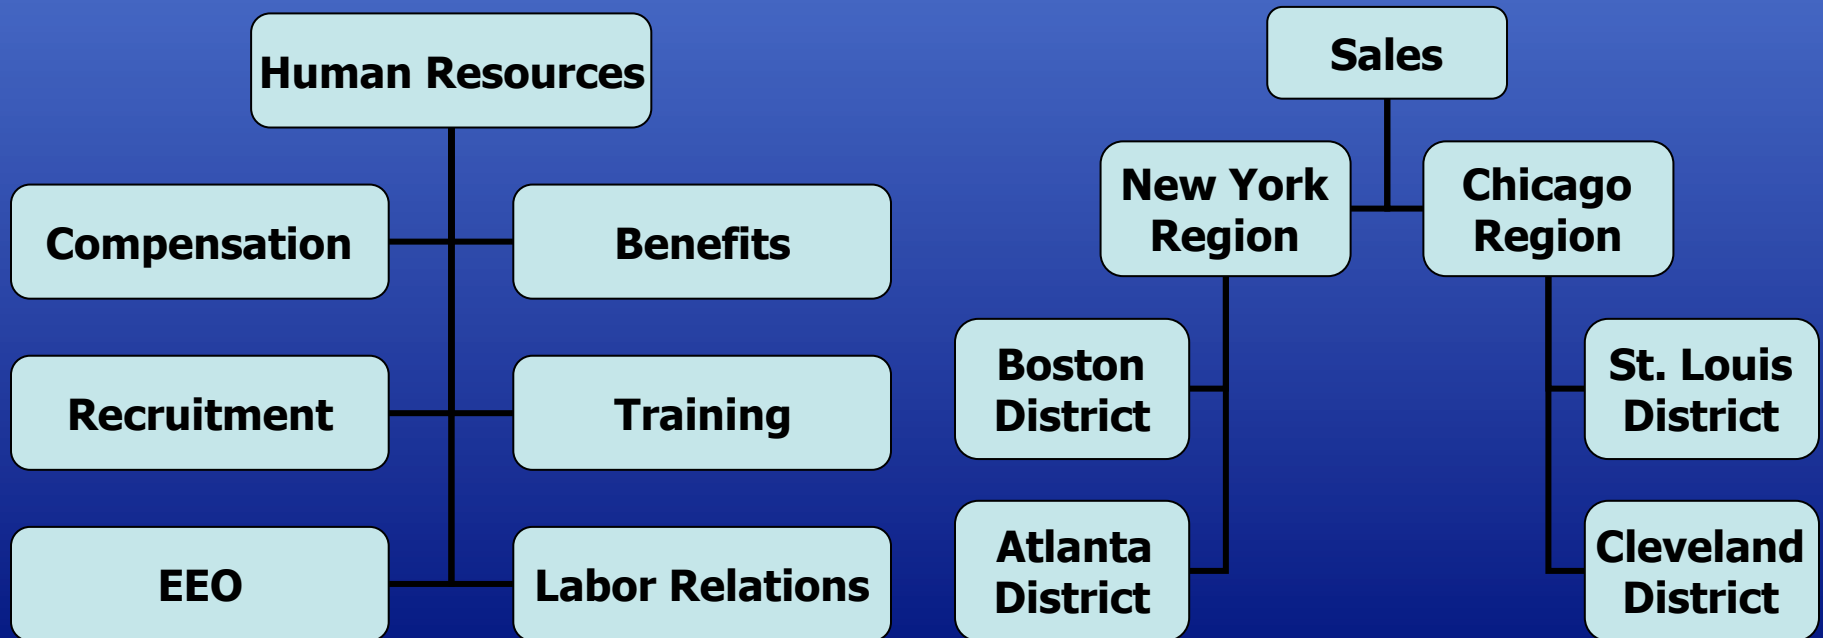 Human Resources
Compensation
Benefits
Recruitment
Training
EEO
Labor Relations
Sales
New York
Region
Chicago
Region
Boston
District
St. Louis
District
Atlanta
District
Cleveland
District